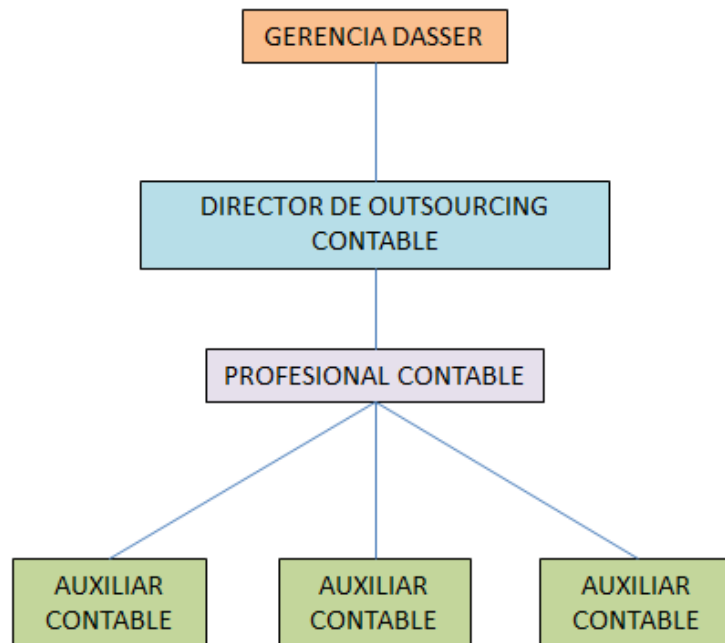 GERENCIA DASSER
DIRECTOR DE OUTSOURCING
CONTABLE
PROFESIONAL CONTABLE
AUXILIAR
CONTABLE
AUXILIAR
CONTABLE
AUXILIAR
CONTABLE